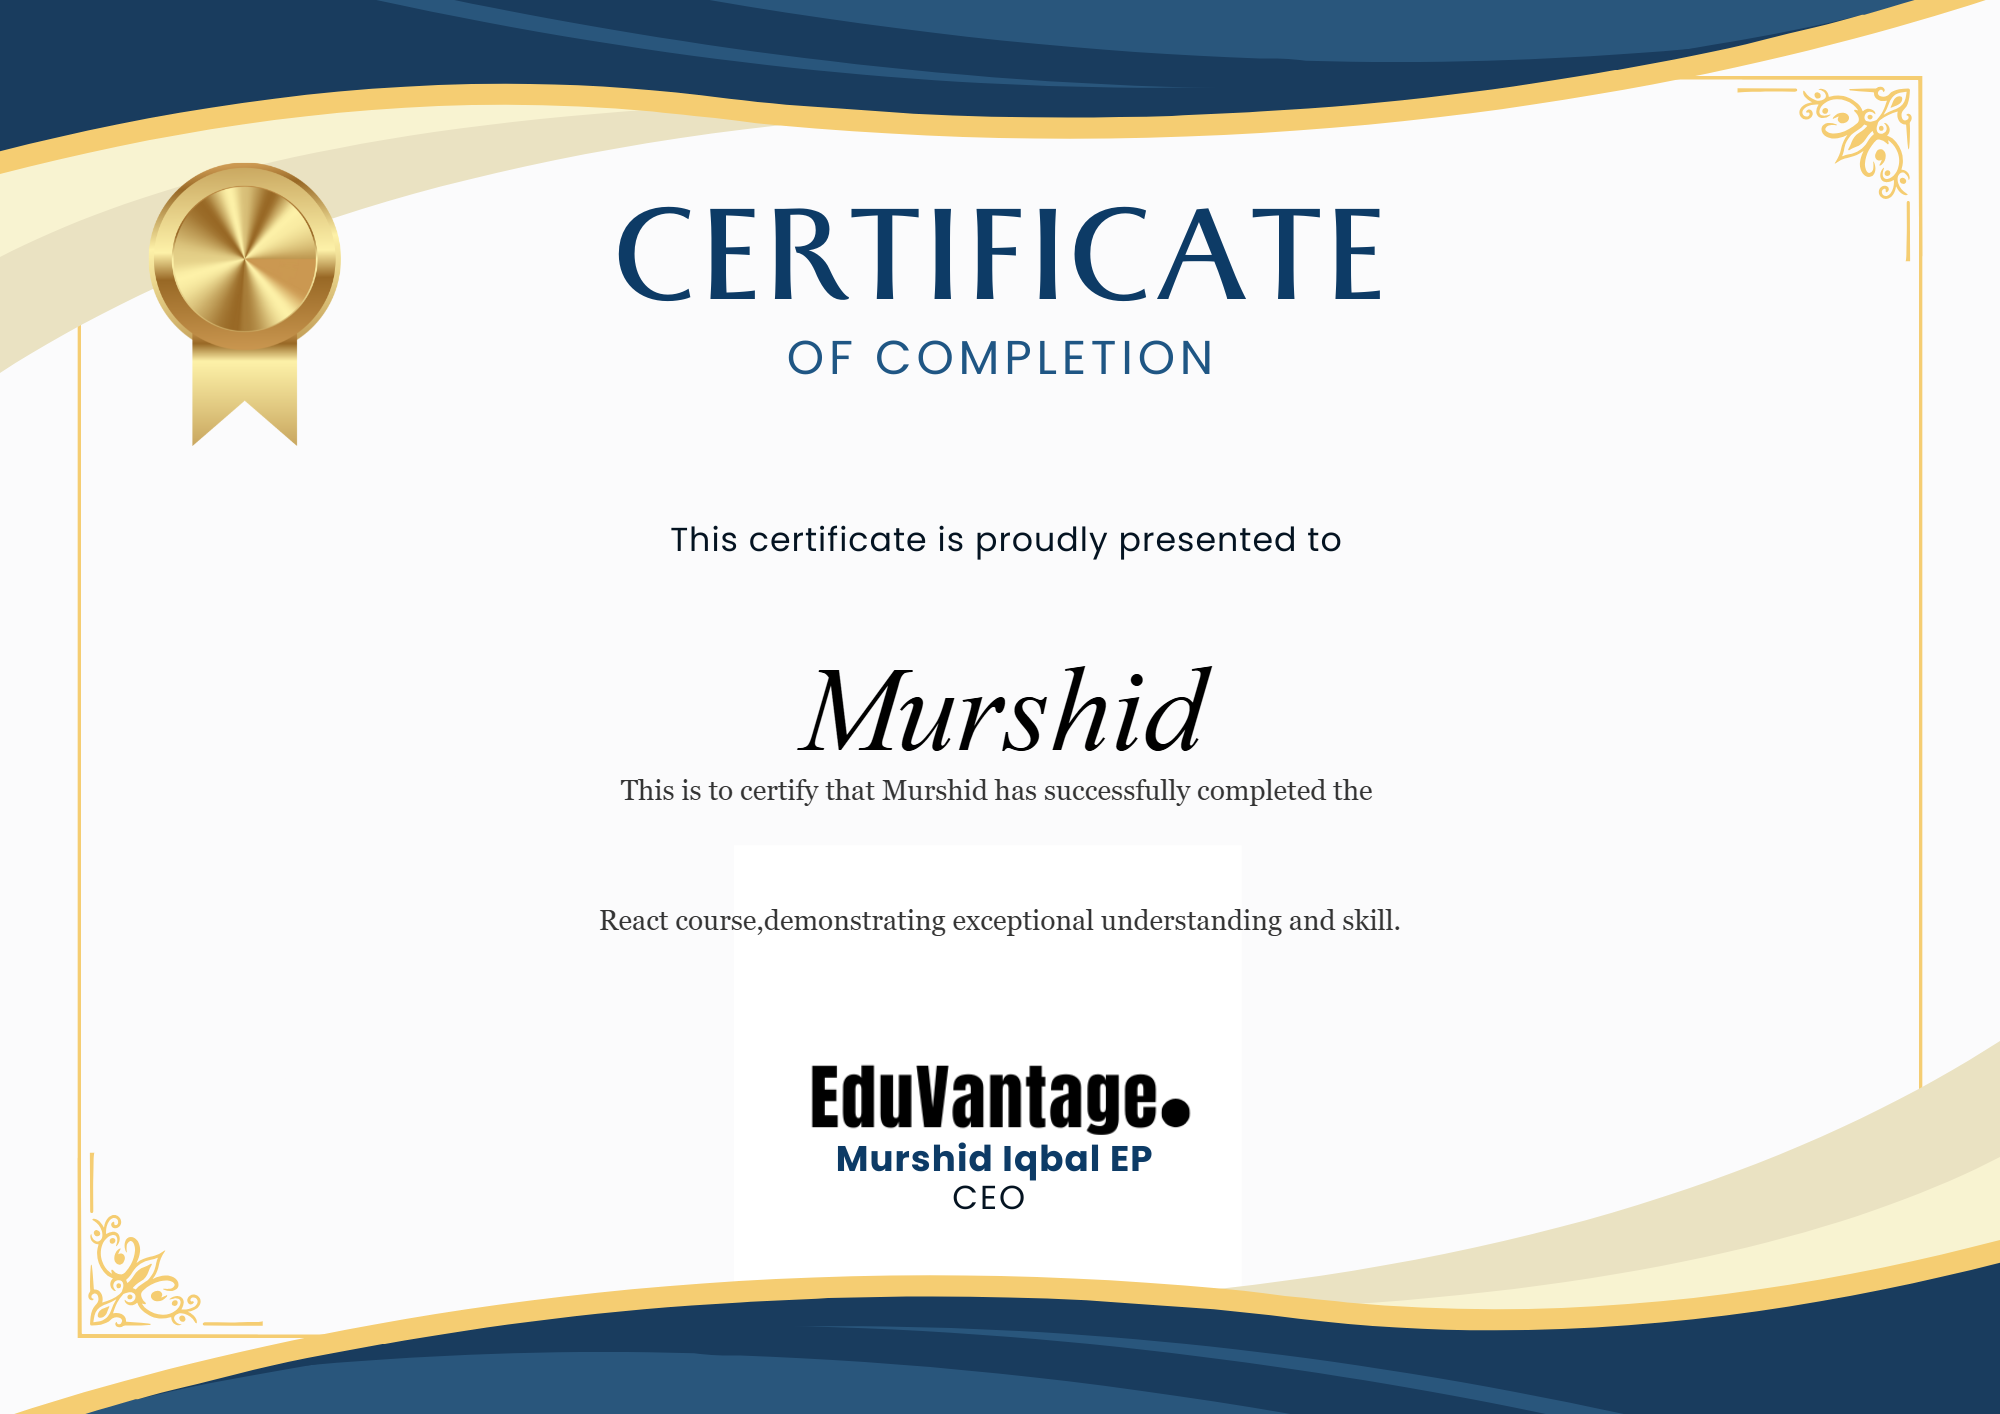 CERTIFICATE
OF COMPLETION
This certificate is proudly presented to
Murshid
This is to certify that Murshid has successfully completed the
React course,demonstrating exceptional understanding and skill.
EduVantage.
Murshid Iqbal EP
CEO